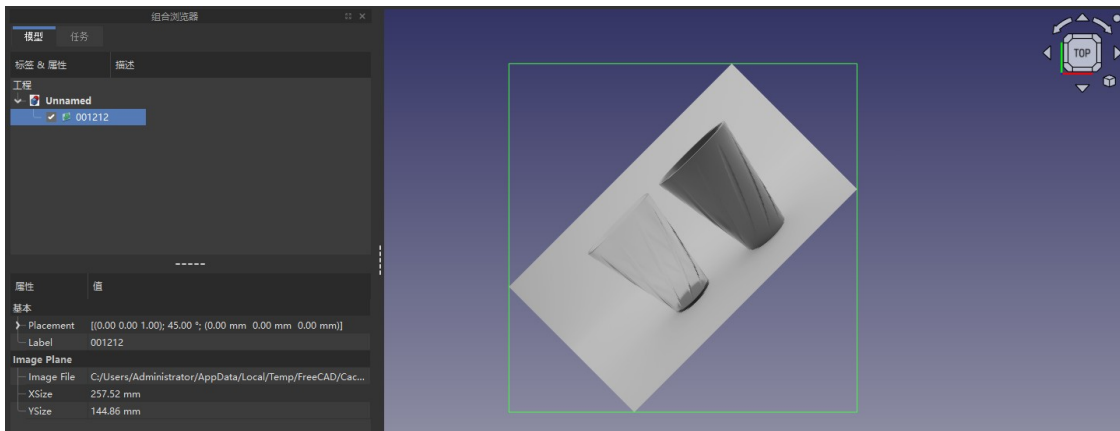 组合浏览器
模型 任务
标签 & 属性 描述
工程
Unnamed
001212
属性 值
基本
Placement [(0.00 0.00 1.00); 45.00 °; (0.00 mm 0.00 mm 0.00 mm)]
Label 001212
Image Plane
Image File C:/Users/Administrator/AppData/Local/Temp/FreeCAD/Cac...
XSize 257.52 mm
YSize 144.86 mm
TOP